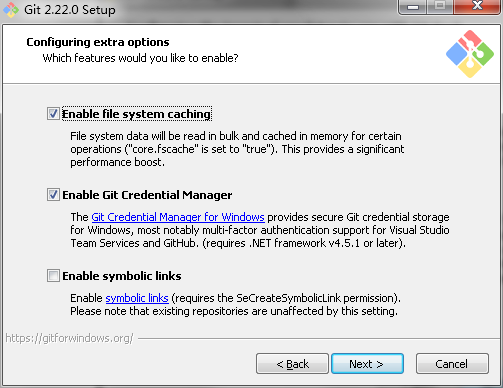 Git 2.22.0 Setup
Configuring extra options
Which features would you like to enable?
Enable file system caching
File system data will be read in bulk and cached in memory for certain
operations ("core.fscache" is set to "true"). This provides a significant
performance boost.
Enable Git Credential Manager
The Git Credential Manager for Windows provides secure Git credential storage
for Windows, most notably multi-factor authentication support for Visual Studio
Team Services and GitHub. (requires .NET framework v4.5.1 or later).
Enable symbolic links
Enable symbolic links (requires the SeCreateSymbolicLink permission).
Please note that existing repositories are unaffected by this setting.
https://gitforwindows.org/
< Back
Next >
Cancel